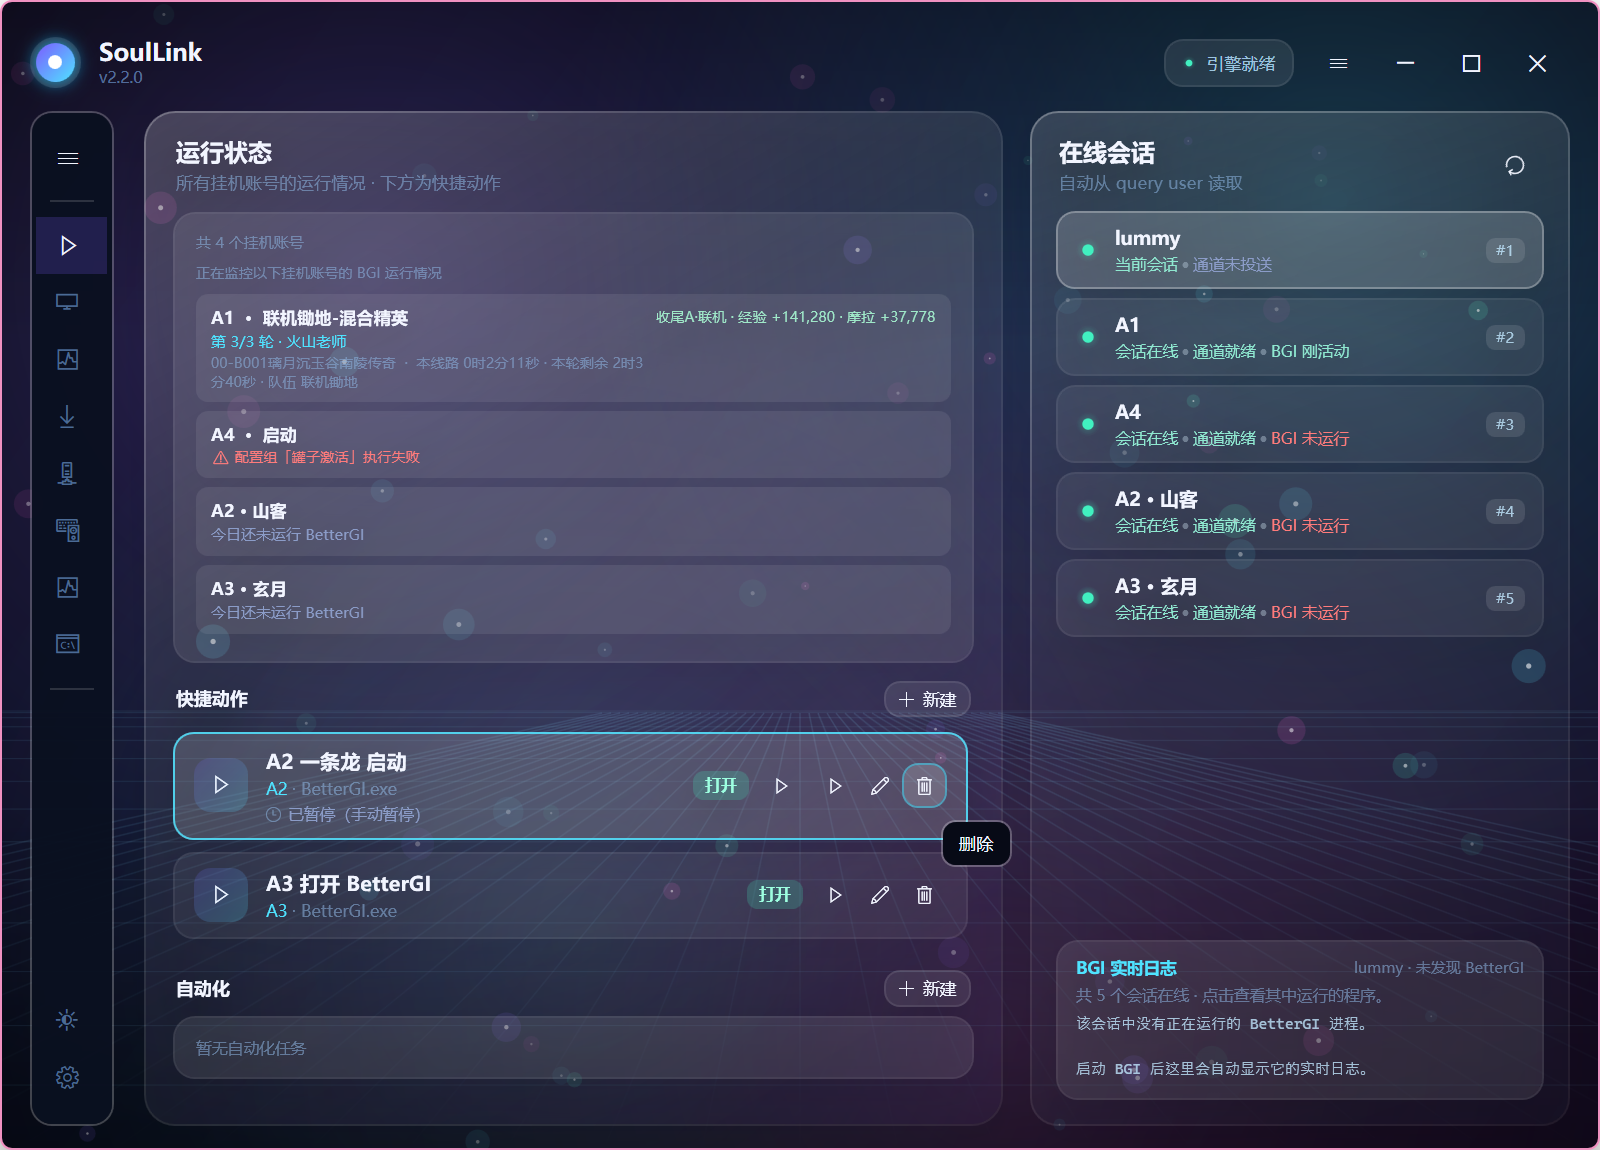 SoulLink
v2.2.0
引擎就绪
运行状态
所有挂机账号的运行情况 · 下方为快捷动作
共 4 个挂机账号
正在监控以下挂机账号的 BGI 运行情况
A1 • 联机锄地-混合精英
收尾A·联机 · 经验 +141,280 · 摩拉 +37,778
第 3/3 轮 · 火山老师
00-B001璃月沉玉谷南陵传奇 · 本线路 0时2分11秒 · 本轮剩余 2时3
分40秒 · 队伍 联机锄地
A4 • 启动
配置组「罐子激活」执行失败
A2 • 山客
今日还未运行 BetterGI
A3 • 玄月
今日还未运行 BetterGI
快捷动作
新建
A2 一条龙 启动
A2 · BetterGI.exe
已暂停（手动暂停）
打开
删除
A3 打开 BetterGI
A3 · BetterGI.exe
打开
自动化
新建
暂无自动化任务
在线会话
自动从 query user 读取
lummy
当前会话 • 通道未投送
#1
A1
会话在线 • 通道就绪 • BGI 刚活动
#2
A4
会话在线 • 通道就绪 • BGI 未运行
#3
A2 • 山客
会话在线 • 通道就绪 • BGI 未运行
#4
A3 • 玄月
会话在线 • 通道就绪 • BGI 未运行
#5
BGI 实时日志
lummy · 未发现 BetterGI
共 5 个会话在线 · 点击查看其中运行的程序。
该会话中没有正在运行的 BetterGI 进程。
启动 BGI 后这里会自动显示它的实时日志。
C:\